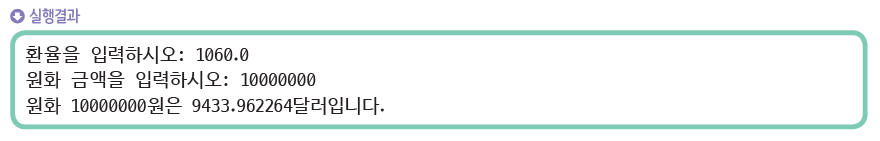 실행결과
환율을 입력하시오: 1060.0
원화 금액을 입력하시오: 10000000
원화 10000000원은 9433.962264달러입니다.